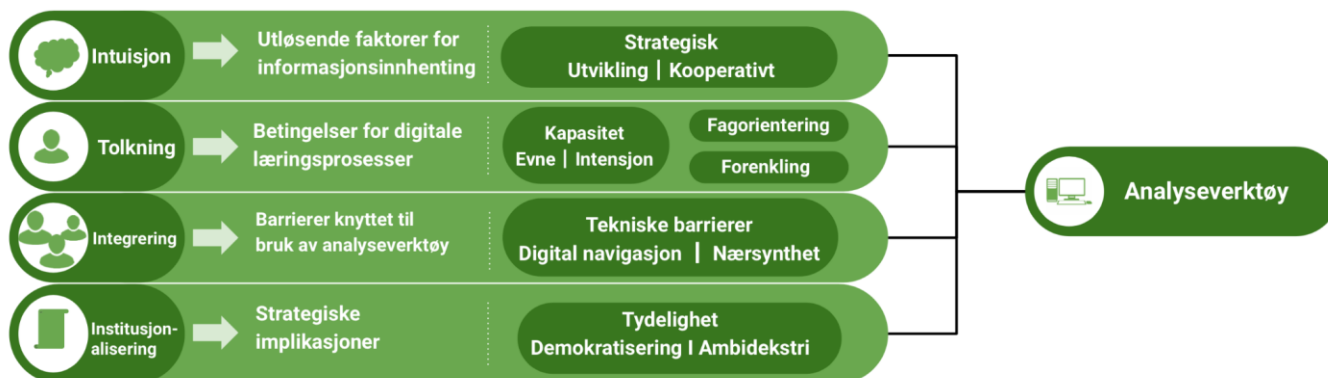 Intuisjon
Utløsende faktorer for
informasjonsinnhenting
Strategisk
Utvikling | Kooperativt
Tolkning
Betingelser for digitale
læringsprosesser
Kapasitet
Evne | Intensjon
Fagorientering
Forenkling
Integrering
Barrierer knyttet til
bruk av analyseverktøy
Tekniske barrierer
Digital navigasjon | Nærsynthet
Institusjon-
alisering
Strategiske
implikasjoner
Tydelighet
Demokratisering I Ambidekstri
Analyseverktøy